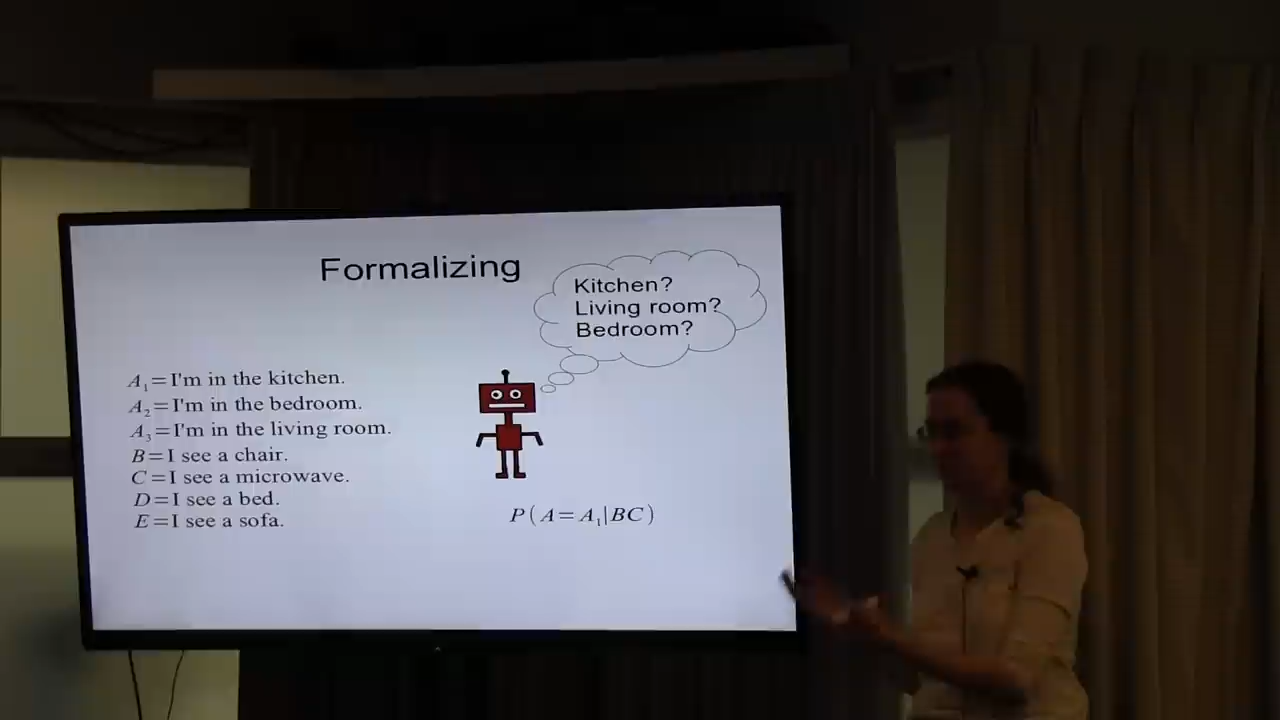 Formalizing
Kitchen?
Living room?
Bedroom?
A₁=I'm in the kitchen.
A₂=I'm in the bedroom.
A₃=I'm in the living room.
B=I see a chair.
C=I see a microwave.
D=I see a bed.
E=I see a sofa.
P(A=A₁|BC)